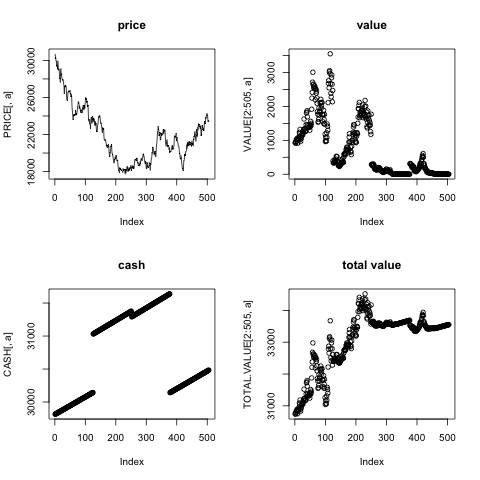 price
PRICE[, a]
18000 22000 26000 30000
0 100 200 300 400 500
Index
value
VALUE[2:505, a]
0 1000 2000 3000
0 100 200 300 400 500
Index
cash
CASH[, a]
30000 31000
0 100 200 300 400 500
Index
total value
TOTAL.VALUE[2:505, a]
31000 33000
0 100 200 300 400 500
Index